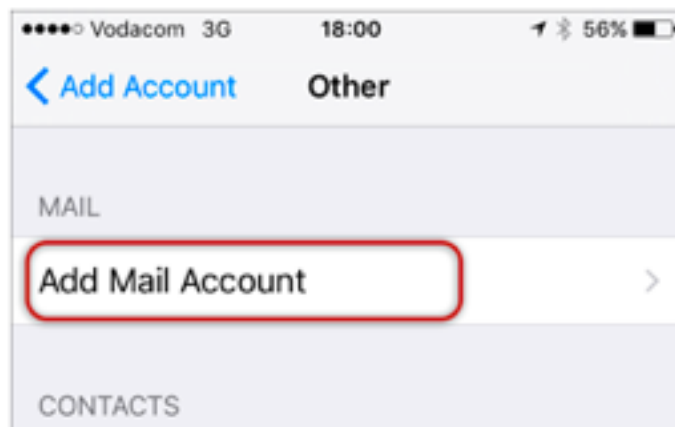 Vodacom 3G 18:00 56%
Add Account Other
MAIL
Add Mail Account
CONTACTS